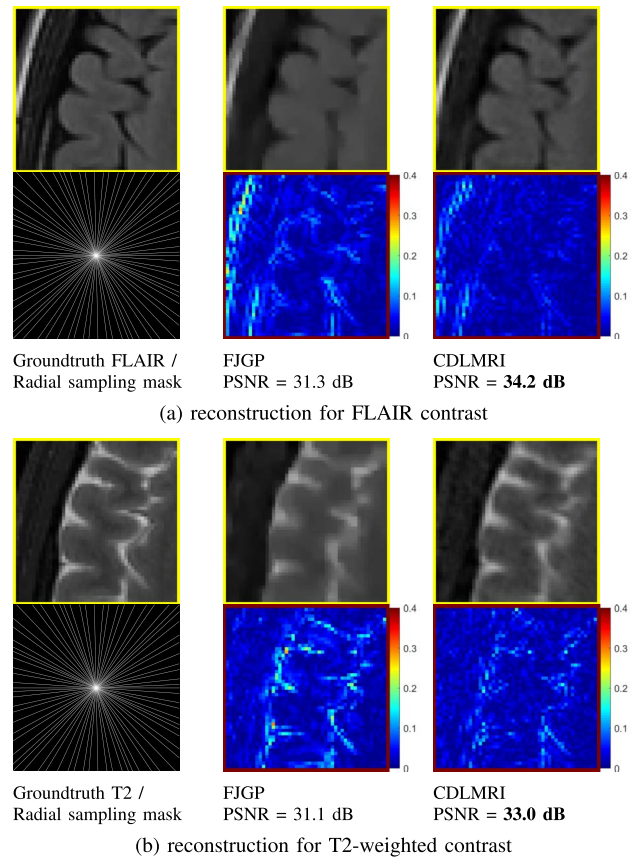 0.4
0.3
0.2
0.1
0
0.4
0.3
0.2
0.1
0
Groundtruth FLAIR /
Radial sampling mask
FJGP
PSNR = 31.3 dB
CDLMRI
PSNR = 34.2 dB
(a) reconstruction for FLAIR contrast
0.4
0.3
0.2
0.1
0
0.4
0.3
0.2
0.1
0
Groundtruth T2 /
Radial sampling mask
FJGP
PSNR = 31.1 dB
CDLMRI
PSNR = 33.0 dB
(b) reconstruction for T2-weighted contrast